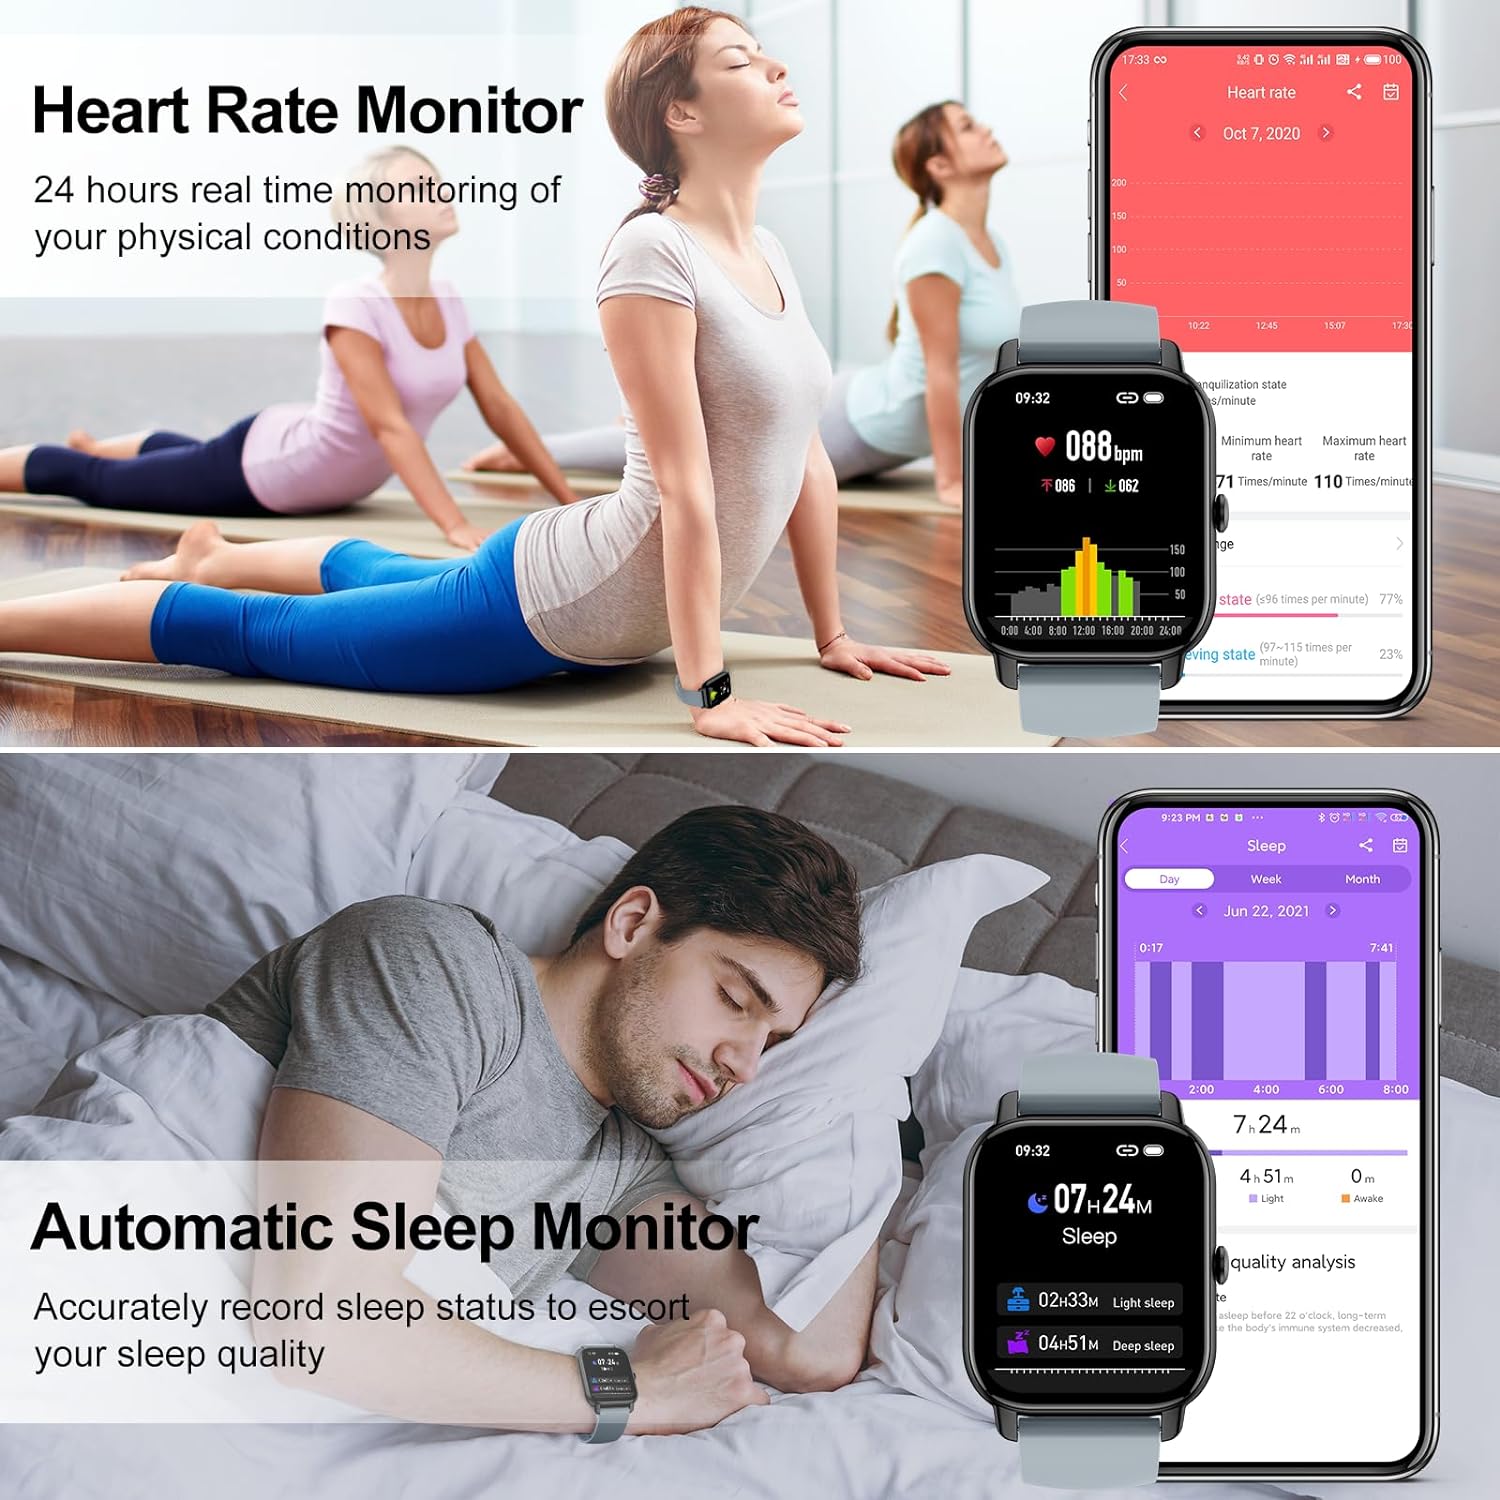 Heart Rate Monitor
24 hours real time monitoring of
your physical conditions
17:33
100
Heart rate
Oct 7, 2020
200
150
100
50
10:22 12:45 15:07 17:30
anquilization state
es/minute
Minimum heart
rate
Maximum heart
rate
71 Times/minute 110 Times/minute
nge
state (≤96 times per minute) 77%
eving state (97~115 times per
minute) 23%
09:32
088bpm
086 | 062
150
100
50
0:00 4:00 8:00 12:00 16:00 20:00 24:00
Automatic Sleep Monitor
Accurately record sleep status to escort
your sleep quality
9:23 PM
Sleep
Day Week Month
Jun 22, 2021
0:17 7:41
2:00 4:00 6:00 8:00
7h24m
4h51m 0m
Light Awake
quality analysis
te
asleep before 22 o'clock, long-term
e the body's immune system decreased,
09:32
07H24M
Sleep
02H33M Light sleep
04H51M Deep sleep